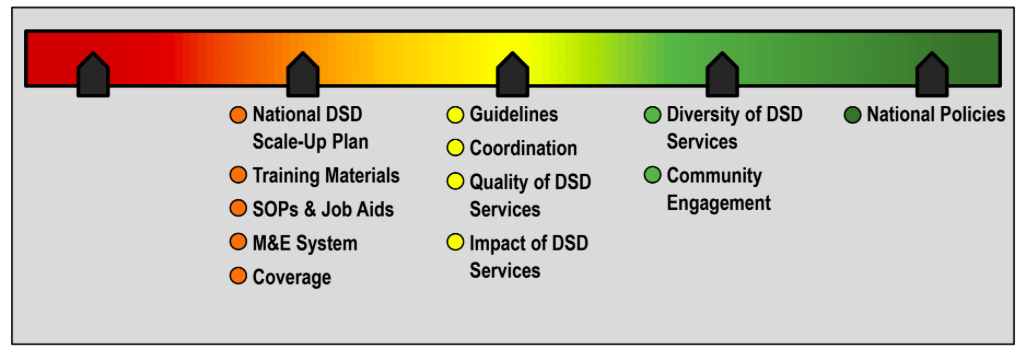 National DSD
Scale-Up Plan
Training Materials
SOPs & Job Aids
M&E System
Coverage
Guidelines
Coordination
Quality of DSD
Services
Impact of DSD
Services
Diversity of DSD
Services
Community
Engagement
National Policies